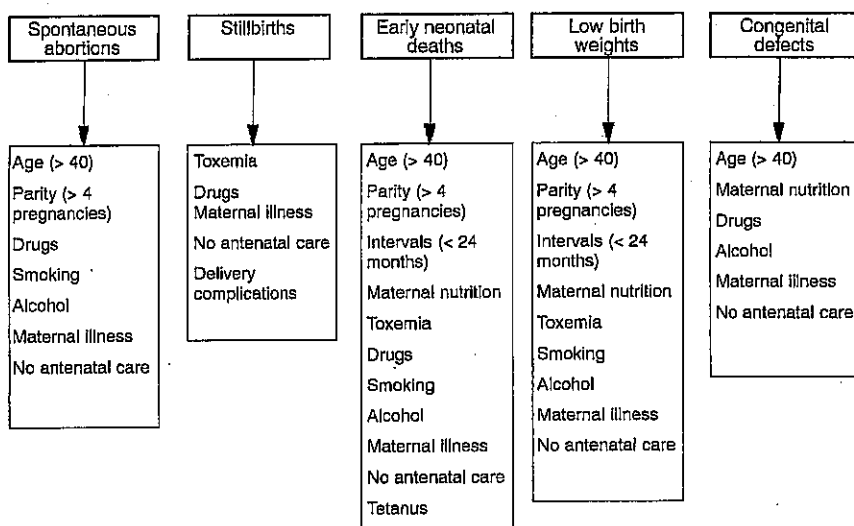 Spontaneous
abortions
Stillbirths
Early neonatal
deaths
Low birth
weights
Congenital
defects
Age (> 40)
Parity (> 4
pregnancies)
Drugs
Smoking
Alcohol
Maternal illness
No antenatal care
Toxemia
Drugs
Maternal illness
No antenatal care
Delivery
complications
Age (> 40)
Parity (> 4
pregnancies)
Intervals (< 24
months)
Maternal nutrition
Toxemia
Drugs
Smoking
Alcohol
Maternal illness
No antenatal care
Tetanus
Age (> 40)
Parity (> 4
pregnancies)
Intervals (< 24
months)
Maternal nutrition
Toxemia
Smoking
Alcohol
Maternal illness
No antenatal care
Age (> 40)
Maternal nutrition
Drugs
Alcohol
Maternal illness
No antenatal care